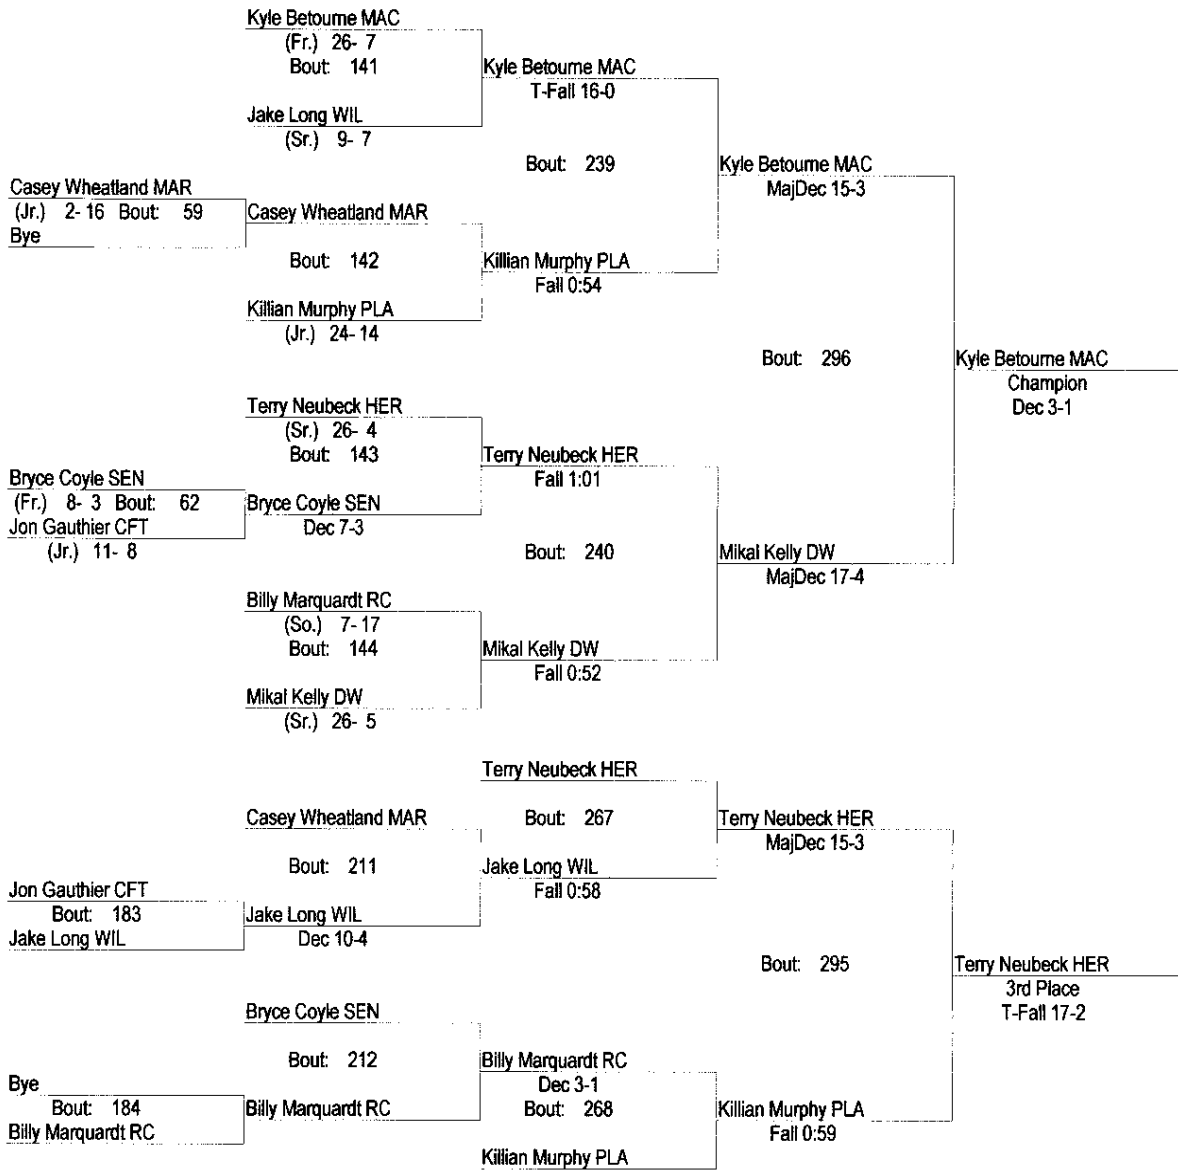 Kyle Betourne MAC
(Fr.) 26- 7
Bout: 141
Kyle Betourne MAC
T-Fall 16-0
Jake Long WIL
(Sr.) 9- 7
Bout: 239
Kyle Betourne MAC
MajDec 15-3
Casey Wheatland MAR
(Jr.) 2- 16 Bout: 59
Bye
Casey Wheatland MAR
Bout: 142
Killian Murphy PLA
Fall 0:54
Killian Murphy PLA
(Jr.) 24- 14
Bout: 296
Kyle Betourne MAC
Champion
Dec 3-1
Terry Neubeck HER
(Sr.) 26- 4
Bout: 143
Terry Neubeck HER
Fall 1:01
Bryce Coyle SEN
(Fr.) 8- 3 Bout: 62
Jon Gauthier CFT
(Jr.) 11- 8
Bryce Coyle SEN
Dec 7-3
Bout: 240
Mikal Kelly DW
MajDec 17-4
Billy Marquardt RC
(So.) 7- 17
Bout: 144
Mikal Kelly DW
Fall 0:52
Mikal Kelly DW
(Sr.) 26- 5
Terry Neubeck HER
Casey Wheatland MAR
Bout: 267
Terry Neubeck HER
MajDec 15-3
Bout: 211
Jake Long WIL
Fall 0:58
Jon Gauthier CFT
Bout: 183
Jake Long WIL
Jake Long WIL
Dec 10-4
Bout: 295
Terry Neubeck HER
3rd Place
T-Fall 17-2
Bryce Coyle SEN
Bout: 212
Billy Marquardt RC
Dec 3-1
Bye
Bout: 184
Billy Marquardt RC
Billy Marquardt RC
Bout: 268
Killian Murphy PLA
Fall 0:59
Killian Murphy PLA